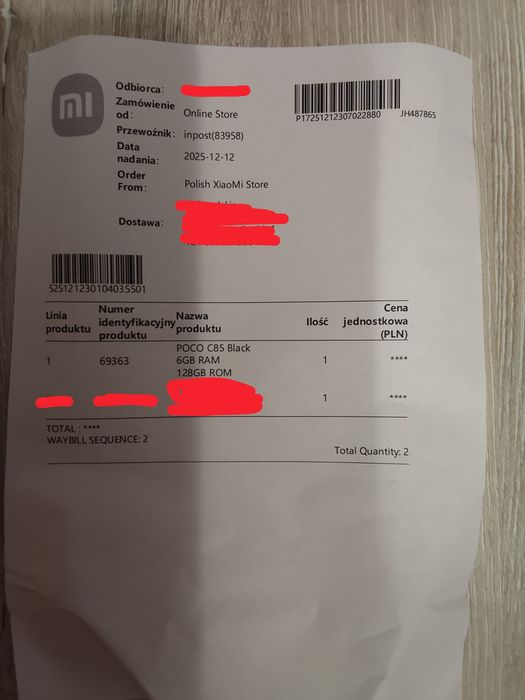 mi
Odbiorca:
Zamówienie od: Online Store
Przewoźnik: inpost(83958)
Data nadania: 2025-12-12
Order From: Polish XiaoMi Store
Dostawa:
P17251212307022880 JH487865
525121230104035501
Linia produktu Numer identyfikacyjny produktu Nazwa produktu Ilość Cena jednostkowa (PLN)
1 69363 POCO C85 Black 6GB RAM 128GB ROM 1 ****
1 ****
TOTAL : ****
WAYBILL SEQUENCE: 2
Total Quantity: 2